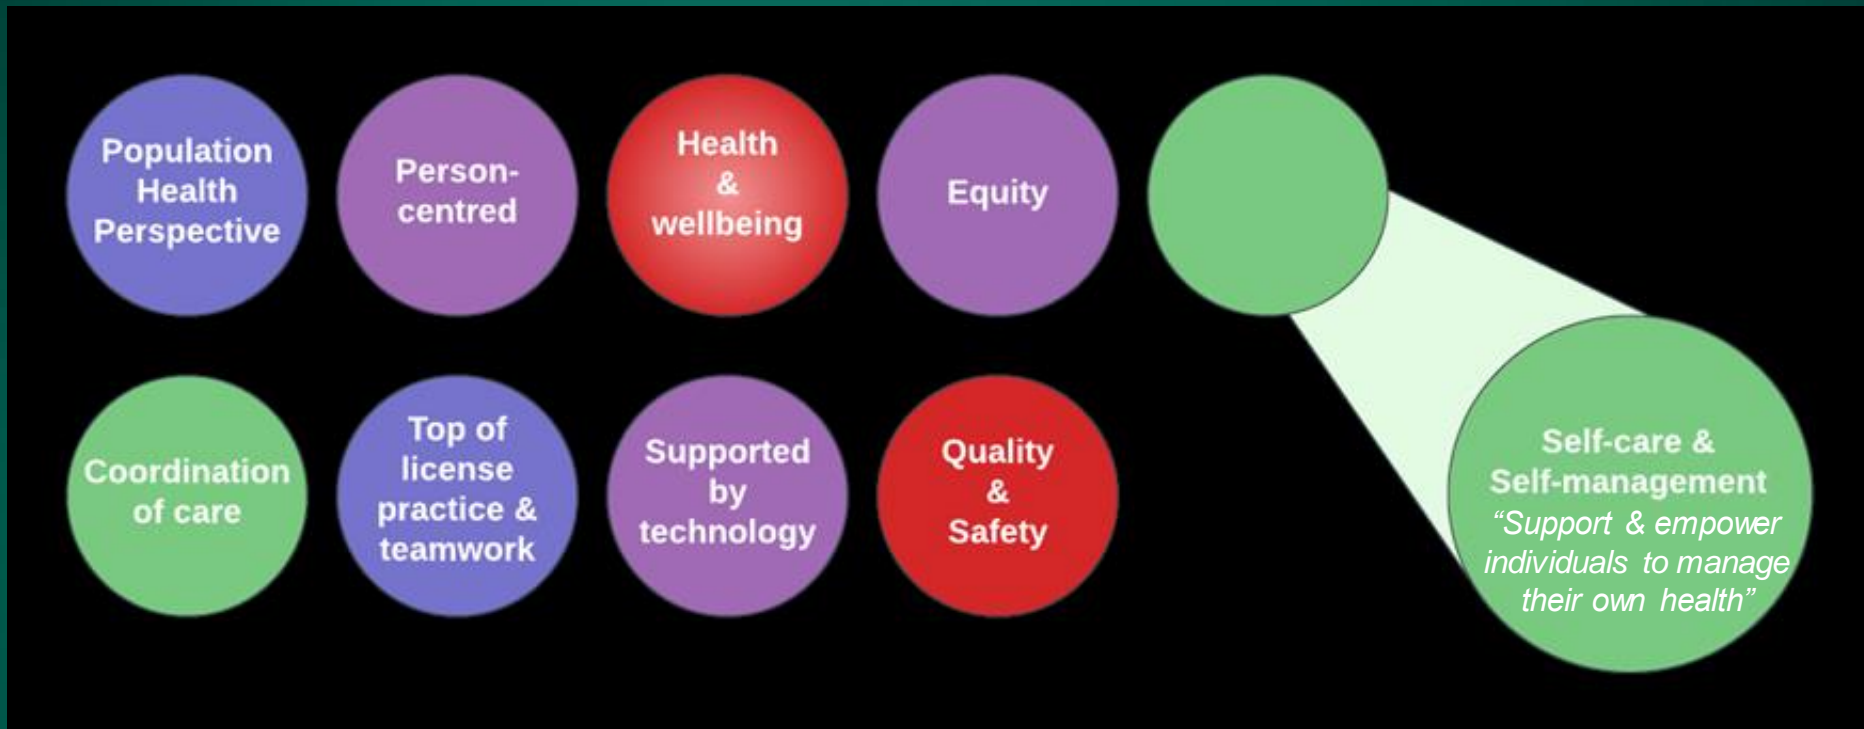 Population
Health
Perspective
Person-
centred
Health
&
wellbeing
Equity
Coordination
of care
Top of
license
practice &
teamwork
Supported
by
technology
Quality
&
Safety
Self-care &
Self-management
“Support & empower
individuals to manage
their own health”